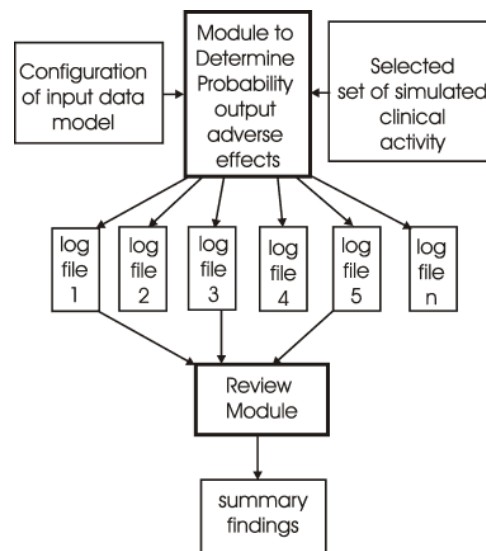 Module to
Determine
Probability
output
adverse
effects
Configuration
of input data
model
Selected
set of simulated
clinical
activity
log
file
1
log
file
2
log
file
3
log
file
4
log
file
5
log
file
n
Review
Module
summary
findings